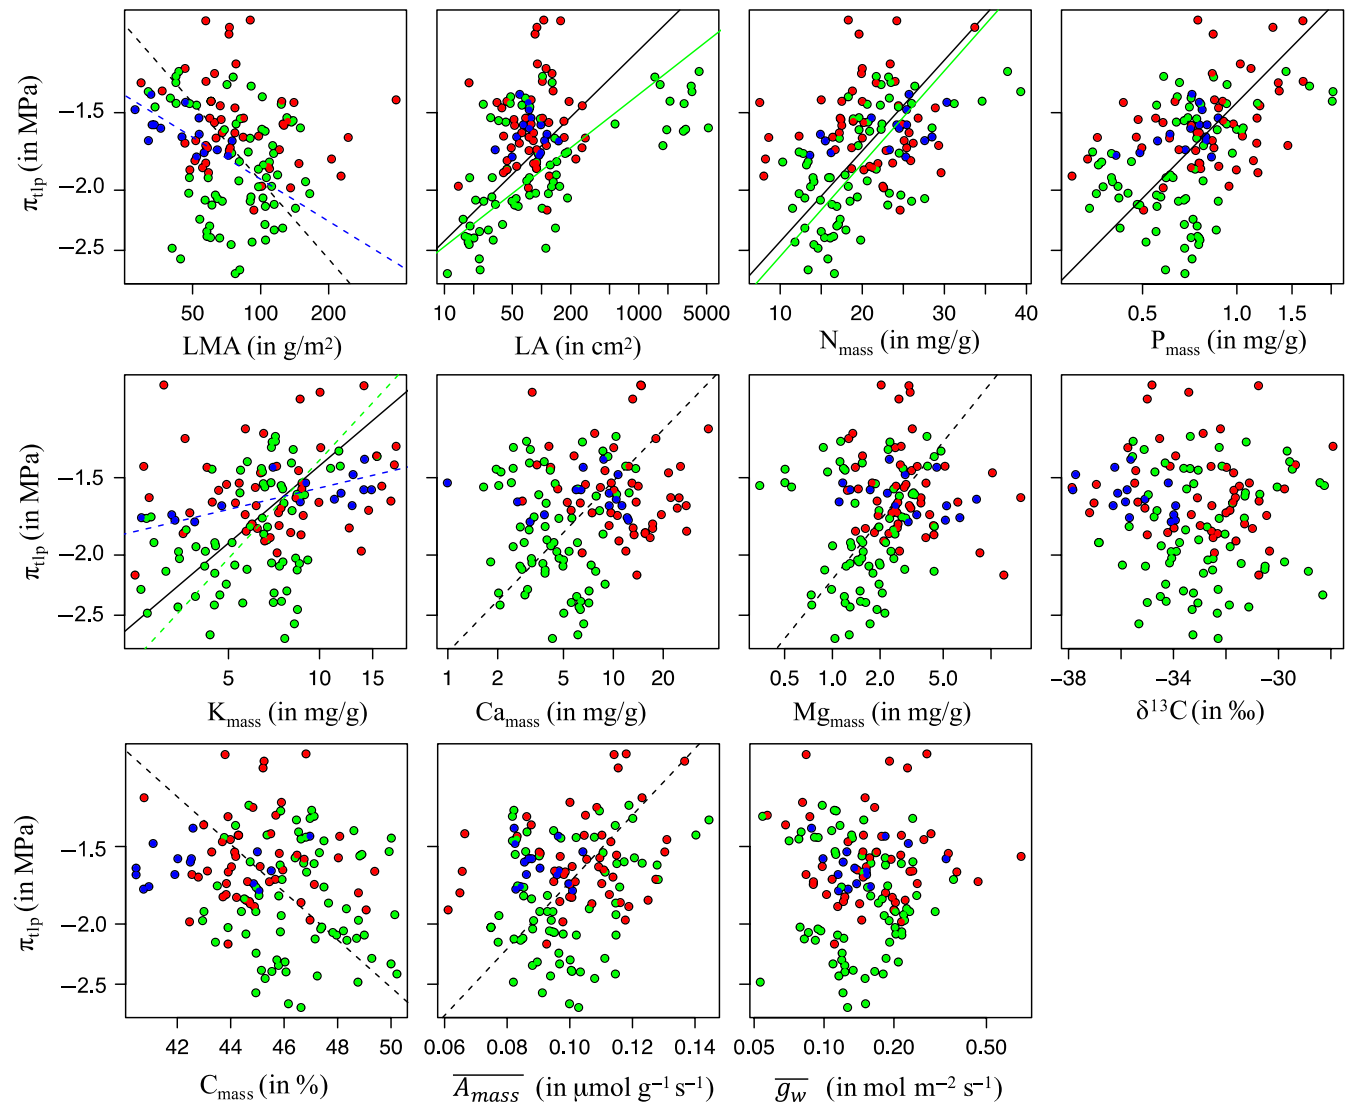 π_tlp (in MPa)
−1.5
−2.0
−2.5
50 100 200
LMA (in g/m²)
10 50 200 1000 5000
LA (in cm²)
10 20 30 40
N_mass (in mg/g)
0.5 1.0 1.5
P_mass (in mg/g)
π_tlp (in MPa)
−1.5
−2.0
−2.5
5 10 15
K_mass (in mg/g)
1 2 5 10 20
Ca_mass (in mg/g)
0.5 1.0 2.0 5.0
Mg_mass (in mg/g)
−38 −34 −30
δ¹³C (in ‰)
π_tlp (in MPa)
−1.5
−2.0
−2.5
42 44 46 48 50
C_mass (in %)
0.06 0.08 0.10 0.12 0.14
A_mass (in μmol g⁻¹ s⁻¹)
0.05 0.10 0.20 0.50
g_w (in mol m⁻² s⁻¹)